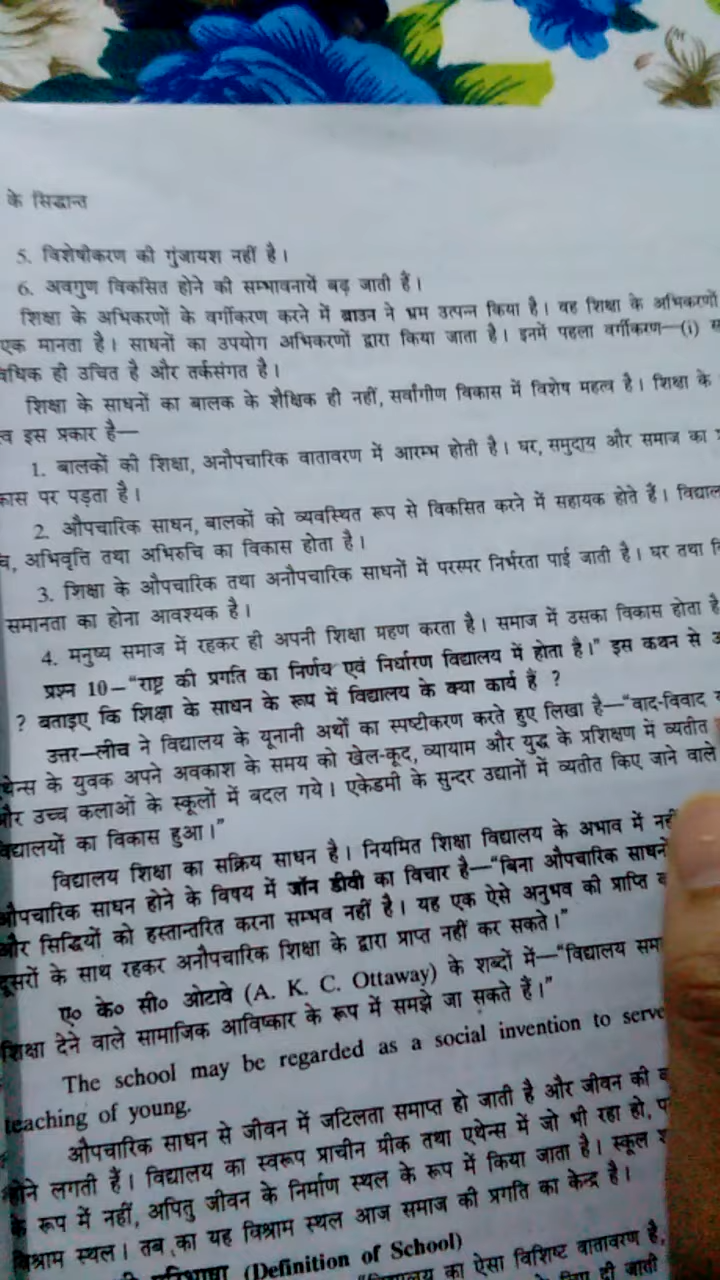 के सिद्धान्त
5. विशेषीकरण की गुंजायश नहीं है।
6. अवगुण विकसित होने की सम्भावनायें बढ़ जाती हैं।
शिक्षा के अभिकरणों के वर्गीकरण करने में ब्राउन ने भ्रम उत्पन्न किया है। वह शिक्षा के अभिकरणों
एक मानता है। साधनों का उपयोग अभिकरणों द्वारा किया जाता है। इनमें पहला वर्गीकरण—(i)
ही उचित है और तर्कसंगत है।
शिक्षा के साधनों का बालक के शैक्षिक ही नहीं, सर्वांगीण विकास में विशेष महत्व है। शिक्षा के
इस प्रकार है—
1. बालकों की शिक्षा, अनौपचारिक वातावरण में आरम्भ होती है। घर, समुदाय और समाज का
पर पड़ता है।
2. औपचारिक साधन, बालकों को व्यवस्थित रूप से विकसित करने में सहायक होते हैं।
अभिवृत्ति तथा अभिरुचि का विकास होता है।
3. शिक्षा के औपचारिक तथा अनौपचारिक साधनों में परस्पर निर्भरता पाई जाती है। घर तथा
समानता का होना आवश्यक है।
4. मनुष्य समाज में रहकर ही अपनी शिक्षा ग्रहण करता है। समाज में उसका विकास होता है
प्रश्न 10—“राष्ट्र की प्रगति का निर्णय एवं निर्धारण विद्यालय में होता है।” इस कथन से
? बताइए कि शिक्षा के साधन के रूप में विद्यालय के क्या कार्य हैं ?
उत्तर—लीच ने विद्यालय के यूनानी अर्थों का स्पष्टीकरण करते हुए लिखा है—“वाद-विवाद
के युवक अपने अवकाश के समय को खेल-कूद, व्यायाम और युद्ध के प्रशिक्षण में व्यतीत
और उच्च कलाओं के स्कूलों में बदल गये। एकेडमी के सुन्दर उद्यानों में व्यतीत किए जाने वाले
विद्यालयों का विकास हुआ।”
विद्यालय शिक्षा का सक्रिय साधन है। नियमित शिक्षा विद्यालय के अभाव में
औपचारिक साधन होने के विषय में जॉन डीवी का विचार है—“बिना औपचारिक
और सिद्धियों को हस्तान्तरित करना सम्भव नहीं है। यह एक ऐसे अनुभव की प्राप्ति
दूसरों के साथ रहकर अनौपचारिक शिक्षा के द्वारा प्राप्त नहीं कर सकते।”
ए० के० सी० ओटावे (A. K. C. Ottaway) के शब्दों में—“विद्यालय
शिक्षा देने वाले सामाजिक आविष्कार के रूप में समझे जा सकते हैं।”
The school may be regarded as a social invention to serve
teaching of young.
औपचारिक साधन से जीवन में जटिलता समाप्त हो जाती है और जीवन की
होने लगती हैं। विद्यालय का स्वरूप प्राचीन ग्रीक तथा एथेन्स में जो भी रहा हो,
के रूप में नहीं, अपितु जीवन के निर्माण स्थल के रूप में किया जाता है। स्कूल
विश्राम स्थल। तब का यह विश्राम स्थल आज समाज की प्रगति का केन्द्र है।
परिभाषा (Definition of School)
का ऐसा विशिष्ट वातावरण है,
ही जाती